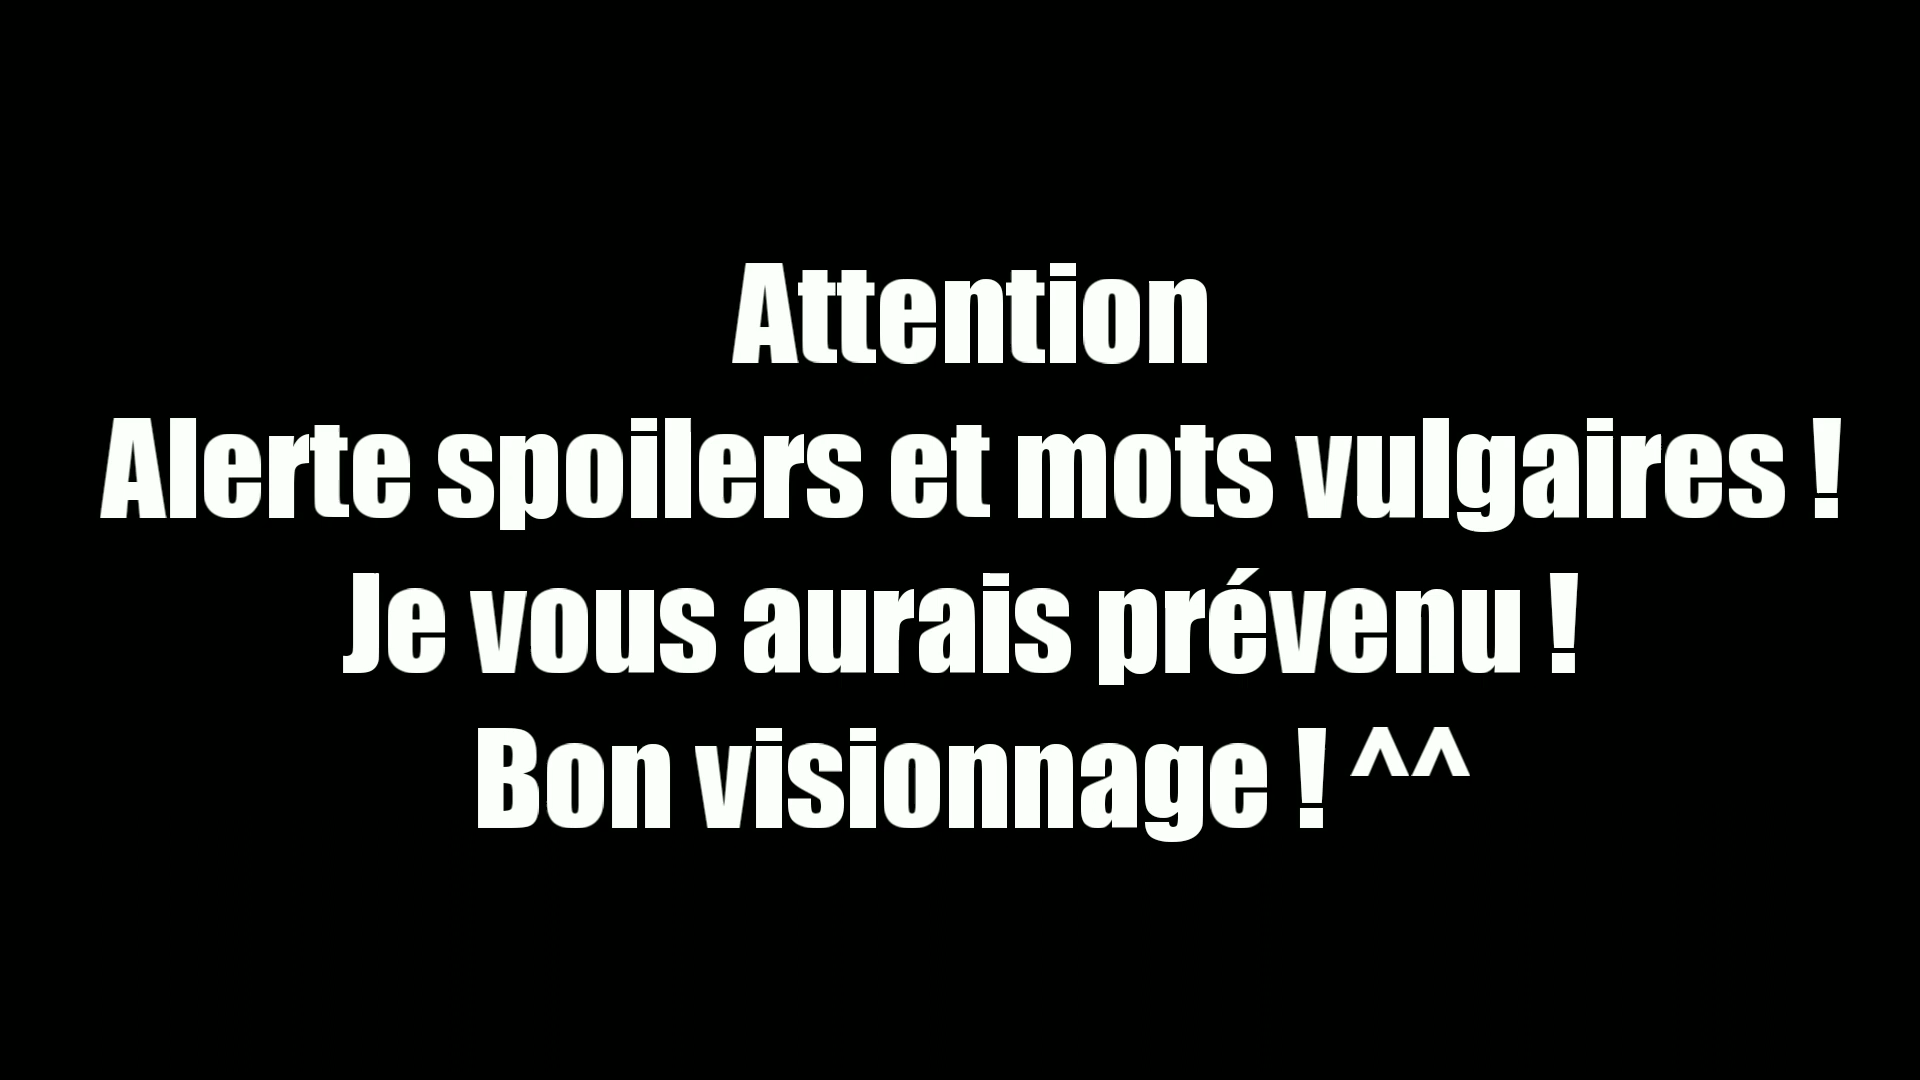 Attention
Alerte spoilers et mots vulgaires !
Je vous aurais prévenu !
Bon visionnage ! ^^